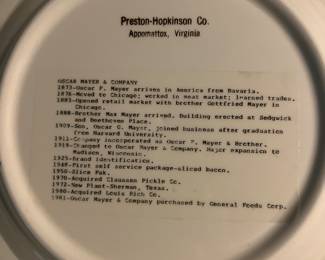 Preston-Hopkinson Co.
Appomattox, Virginia
OSCAR MAYER & COMPANY
1873-Oscar F. Mayer arrives in America from Bavaria.
1876-Moved to Chicago; worked in meat market; learned trades.
1883-Opened retail market with brother Gottfried Mayer in
Chicago.
1888-Brother Max Mayer arrived. Building erected at Sedgwick
and Beethoven Place.
1909-Son, Oscar G. Mayer, joined business after graduation
from Harvard University.
1911-Company incorporated as Oscar F. Mayer & Brother.
1919-Changed to Oscar Mayer & Company. Major expansion to
Madison, Wisconsin.
1925-Brand identification.
First self service package-sliced bacon.
1950-Slice Pak.
1970-Acquired Claussen Pickle Co.
1972-New Plant-Sherman, Texas.
Acquired Louis Rich Co.
1981-Oscar Mayer & Company purchased by General Foods Corp.